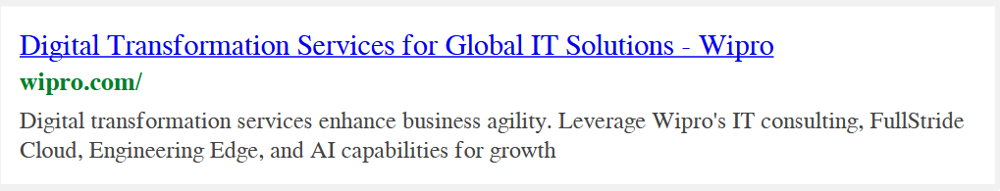 Digital Transformation Services for Global IT Solutions - Wipro
wipro.com/
Digital transformation services enhance business agility. Leverage Wipro's IT consulting, FullStride
Cloud, Engineering Edge, and AI capabilities for growth